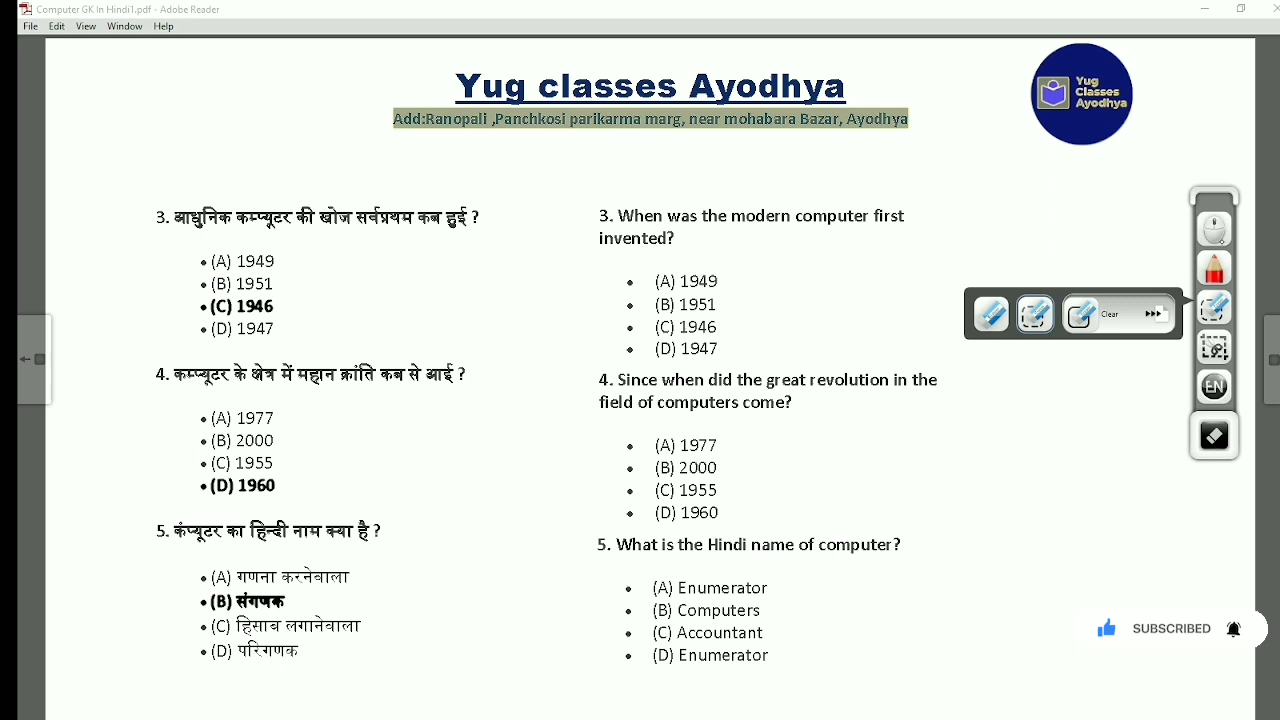 Computer GK In Hindi1.pdf - Adobe Reader
File Edit View Window Help
Yug classes Ayodhya
Add:Ranopali ,Panchkosi parikarma marg, near mohabara Bazar, Ayodhya
Yug
Classes
Ayodhya
3. आधुनिक कम्प्यूटर की खोज सर्वप्रथम कब हुई ?
• (A) 1949
• (B) 1951
• (C) 1946
• (D) 1947
4. कम्प्यूटर के क्षेत्र में महान क्रांति कब से आई ?
• (A) 1977
• (B) 2000
• (C) 1955
• (D) 1960
5. कंप्यूटर का हिन्दी नाम क्या है ?
• (A) गणना करनेवाला
• (B) संगणक
• (C) हिसाब लगानेवाला
• (D) परिगणक
3. When was the modern computer first
invented?
• (A) 1949
• (B) 1951
• (C) 1946
• (D) 1947
4. Since when did the great revolution in the
field of computers come?
• (A) 1977
• (B) 2000
• (C) 1955
• (D) 1960
5. What is the Hindi name of computer?
• (A) Enumerator
• (B) Computers
• (C) Accountant
• (D) Enumerator
Clear
EN
SUBSCRIBED